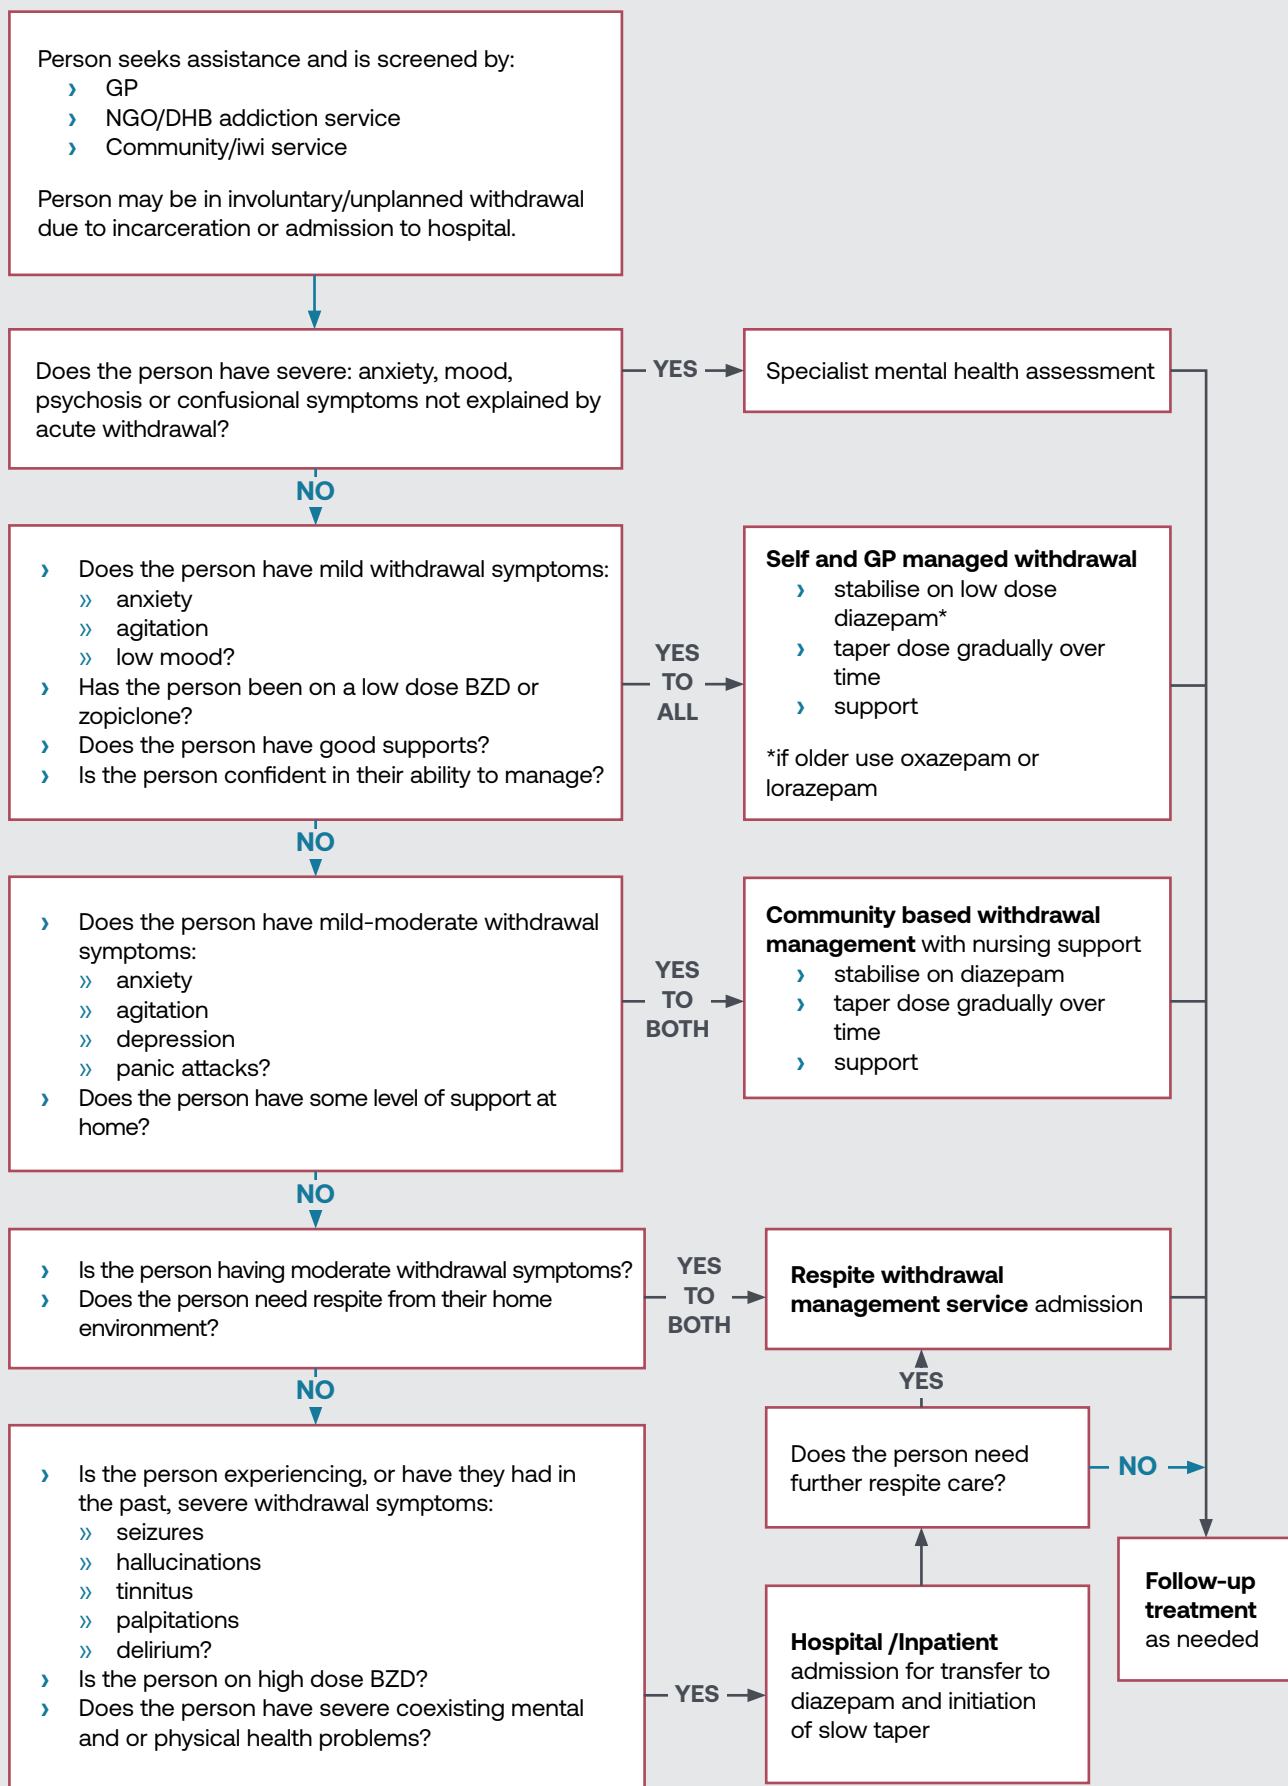 Person seeks assistance and is screened by:
› GP
› NGO/DHB addiction service
› Community/iwi service
Person may be in involuntary/unplanned withdrawal
due to incarceration or admission to hospital.
Does the person have severe: anxiety, mood,
psychosis or confusional symptoms not explained by
acute withdrawal?
YES
Specialist mental health assessment
NO
› Does the person have mild withdrawal symptoms:
» anxiety
» agitation
» low mood?
› Has the person been on a low dose BZD or
zopiclone?
› Does the person have good supports?
› Is the person confident in their ability to manage?
YES
TO
ALL
Self and GP managed withdrawal
› stabilise on low dose
diazepam*
› taper dose gradually over
time
› support
*if older use oxazepam or
lorazepam
NO
› Does the person have mild-moderate withdrawal
symptoms:
» anxiety
» agitation
» depression
» panic attacks?
› Does the person have some level of support at
home?
YES
TO
BOTH
Community based withdrawal
management with nursing support
› stabilise on diazepam
› taper dose gradually over
time
› support
NO
› Is the person having moderate withdrawal symptoms?
› Does the person need respite from their home
environment?
YES
TO
BOTH
Respite withdrawal
management service admission
NO
› Is the person experiencing, or have they had in
the past, severe withdrawal symptoms:
» seizures
» hallucinations
» tinnitus
» palpitations
» delirium?
› Is the person on high dose BZD?
› Does the person have severe coexisting mental
and or physical health problems?
YES
Hospital /Inpatient
admission for transfer to
diazepam and initiation
of slow taper
Does the person need
further respite care?
YES
NO
Follow-up
treatment
as needed